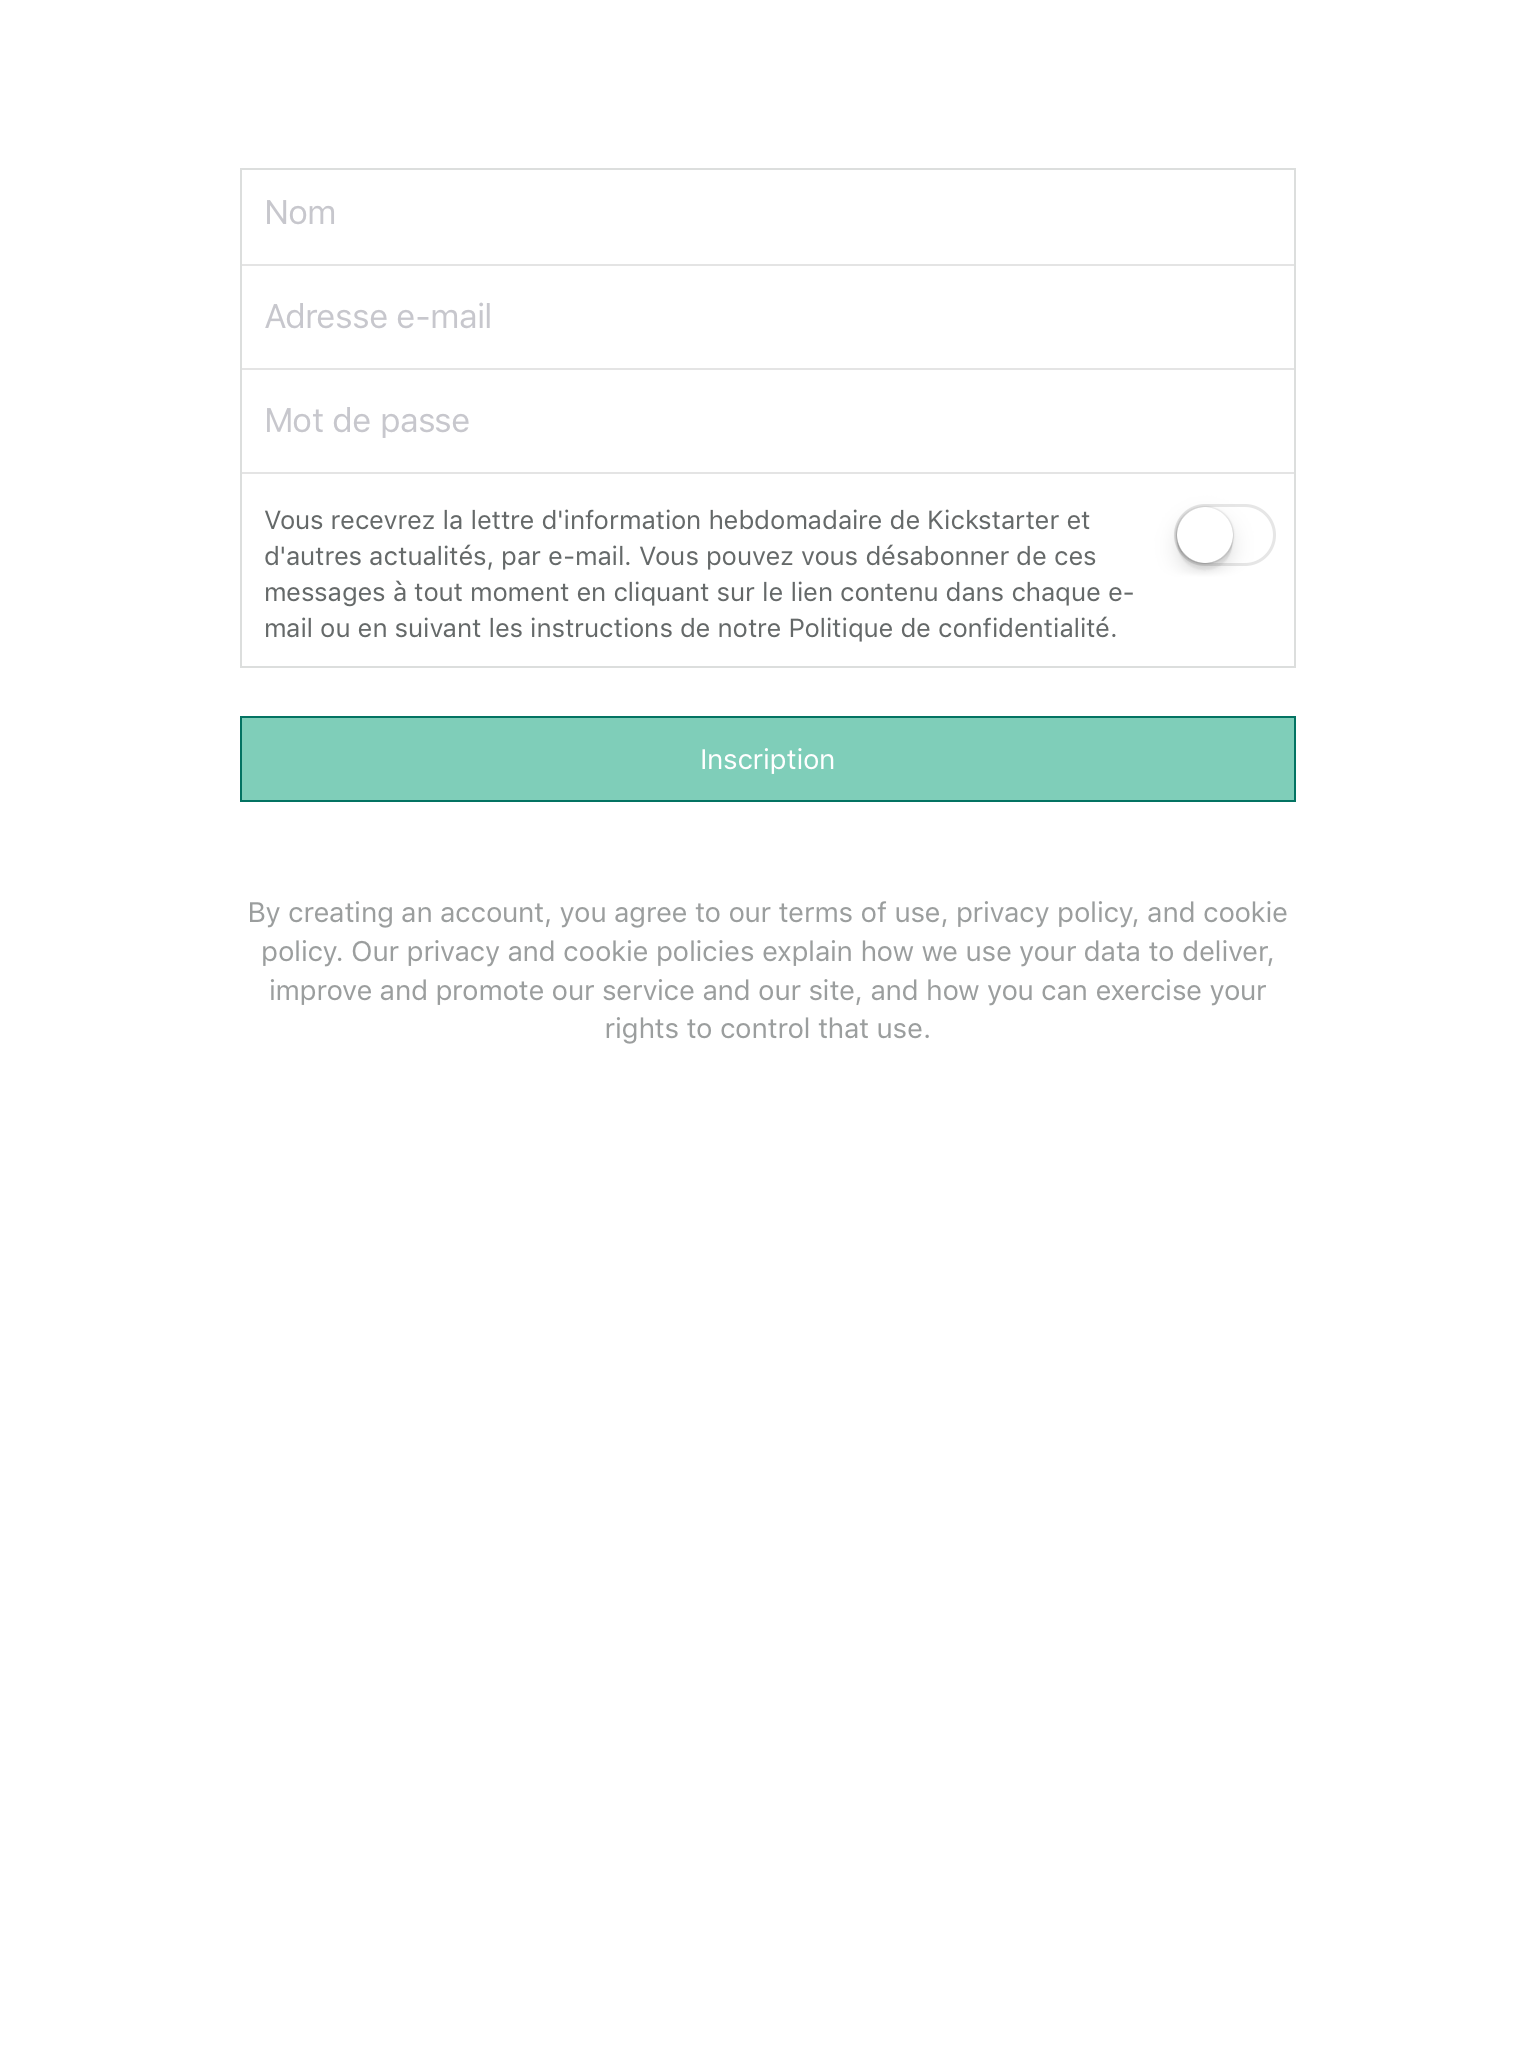 Nom
Adresse e-mail
Mot de passe
Vous recevrez la lettre d'information hebdomadaire de Kickstarter et
d'autres actualités, par e-mail. Vous pouvez vous désabonner de ces
messages à tout moment en cliquant sur le lien contenu dans chaque e-
mail ou en suivant les instructions de notre Politique de confidentialité.
Inscription
By creating an account, you agree to our terms of use, privacy policy, and cookie
policy. Our privacy and cookie policies explain how we use your data to deliver,
improve and promote our service and our site, and how you can exercise your
rights to control that use.